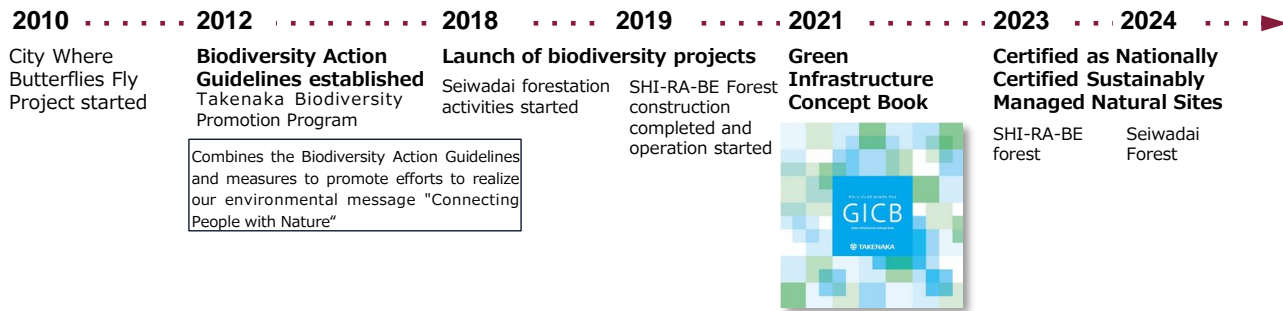 2010
2012
2018
2019
2021
2023
2024
City Where
Butterflies Fly
Project started
Biodiversity Action
Guidelines established
Takenaka Biodiversity
Promotion Program
Combines the Biodiversity Action Guidelines
and measures to promote efforts to realize
our environmental message "Connecting
People with Nature“
Launch of biodiversity projects
Seiwadai forestation
activities started
SHI-RA-BE Forest
construction
completed and
operation started
Green
Infrastructure
Concept Book
GICB
TAKENAKA
Certified as Nationally
Certified Sustainably
Managed Natural Sites
SHI-RA-BE
forest
Seiwadai
Forest